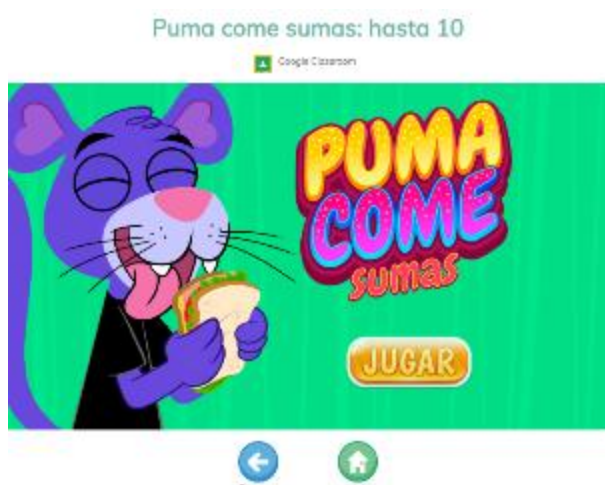 Puma come sumas: hasta 10
Google Classroom
PUMA
COME
sumas
JUGAR